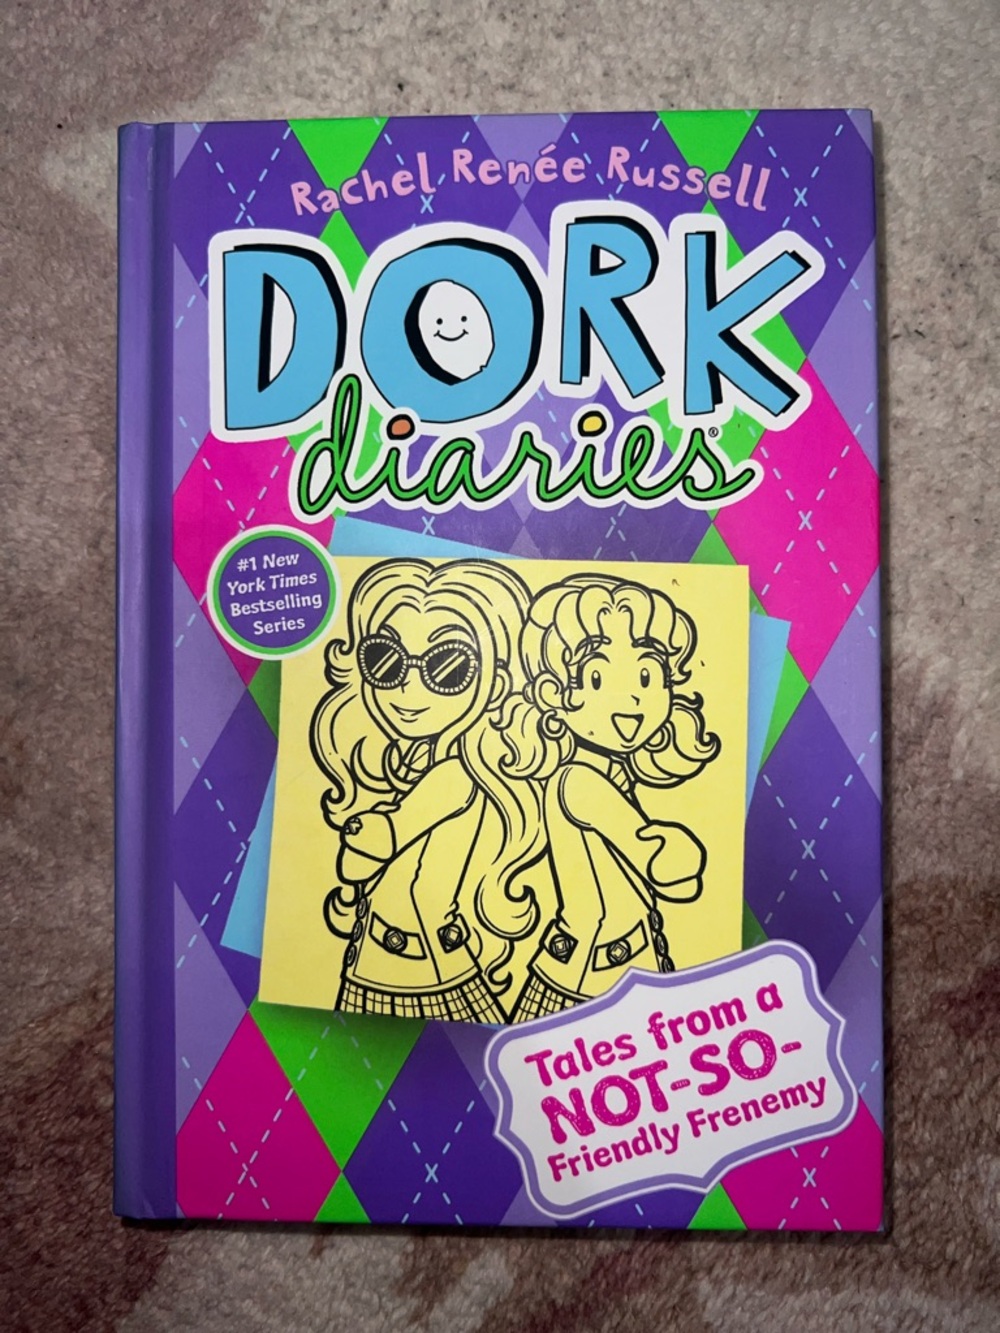 Rachel Renée Russell
DORK
diaries®
#1 New
York Times
Bestselling
Series
Tales from a
NOT-SO-
Friendly Frenemy